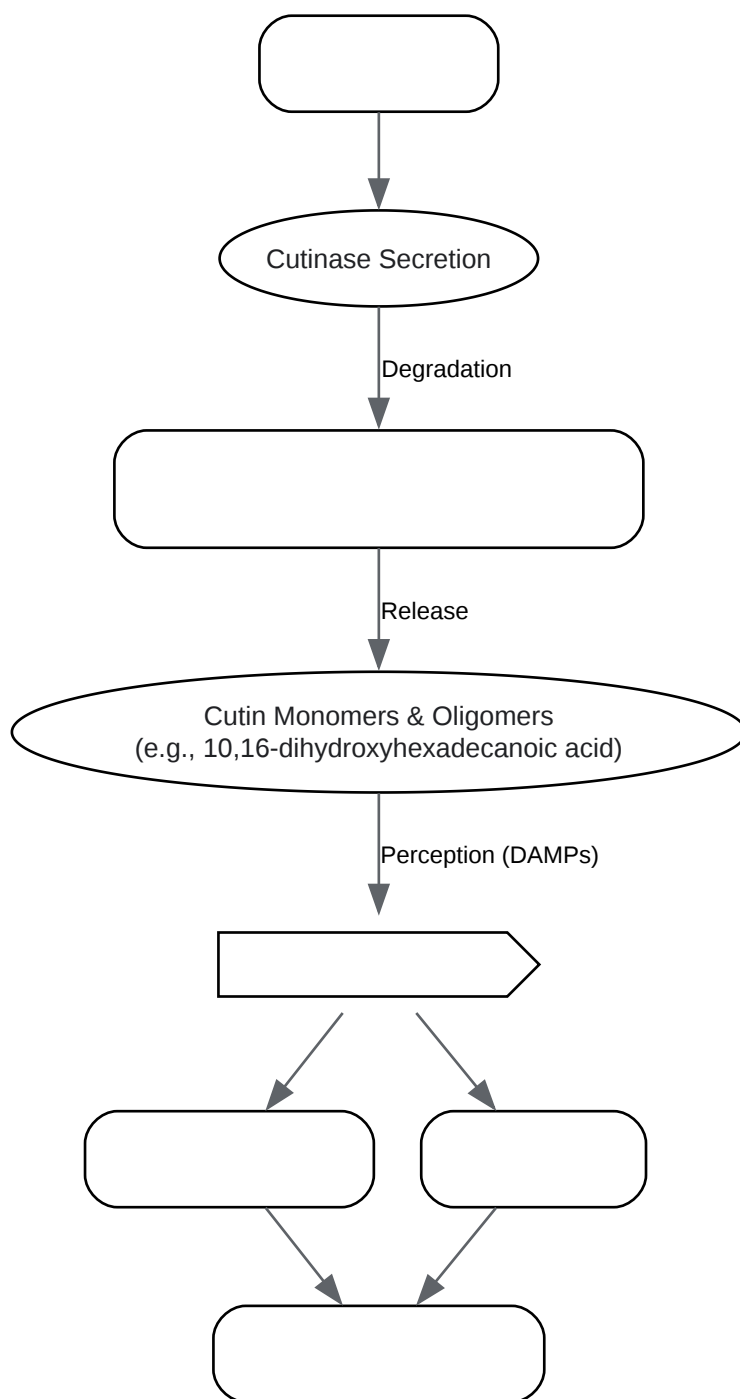 Cutinase Secretion
Degradation
Release
Cutin Monomers & Oligomers
(e.g., 10,16-dihydroxyhexadecanoic acid)
Perception (DAMPs)